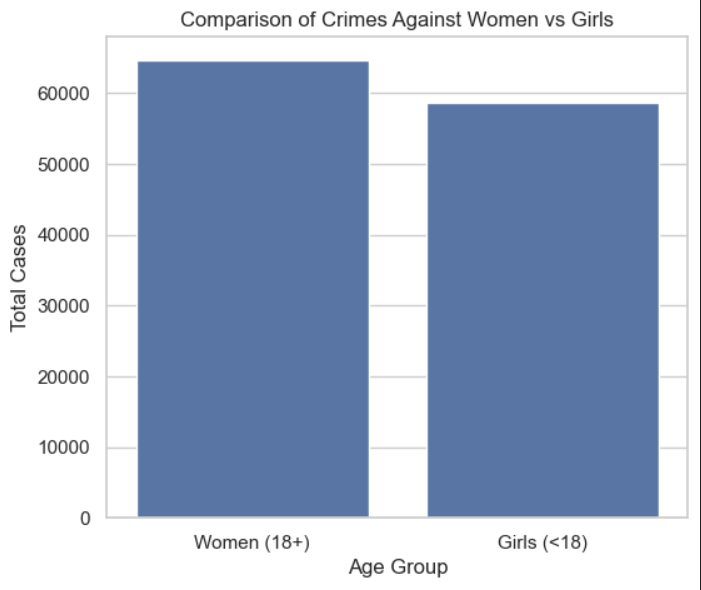 Comparison of Crimes Against Women vs Girls
Total Cases
60000
50000
40000
30000
20000
10000
0
Women (18+)
Girls (<18)
Age Group